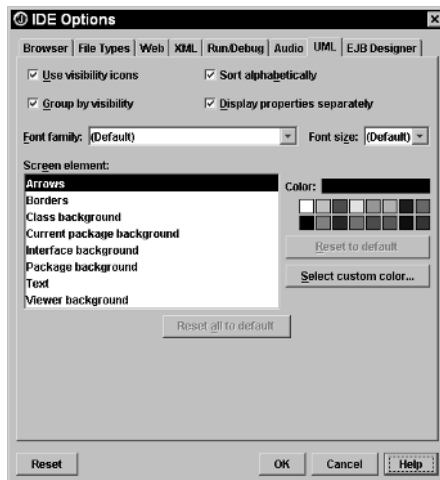 IDE Options
Browser File Types Web XML Run/Debug Audio UML EJB Designer
Use visibility icons Sort alphabetically
Group by visibility Display properties separately
Font family: (Default) Font size: (Default)
Screen element:
Arrows
Color:
Borders
Class background
Current package background
Interface background
Reset to default
Package background
Text
Select custom color...
Viewer background
Reset all to default
Reset OK Cancel Help